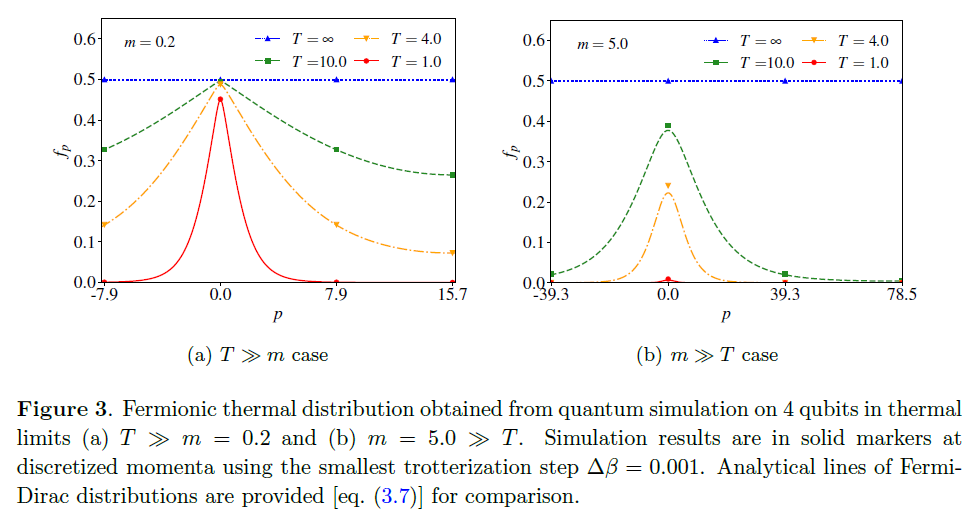 0.6
0.5
0.4
0.3
0.2
0.1
0.0
f_p
m = 0.2
T = ∞
T = 4.0
T =10.0
T = 1.0
-7.9
0.0
7.9
15.7
p
(a) T ≫ m case
0.6
0.5
0.4
0.3
0.2
0.1
0.0
f_p
m = 5.0
T = ∞
T = 4.0
T =10.0
T = 1.0
-39.3
0.0
39.3
78.5
p
(b) m ≫ T case
Figure 3. Fermionic thermal distribution obtained from quantum simulation on 4 qubits in thermal
limits (a) T ≫ m = 0.2 and (b) m = 5.0 ≫ T. Simulation results are in solid markers at
discretized momenta using the smallest trotterization step Δβ = 0.001. Analytical lines of Fermi-
Dirac distributions are provided [eq. (3.7)] for comparison.